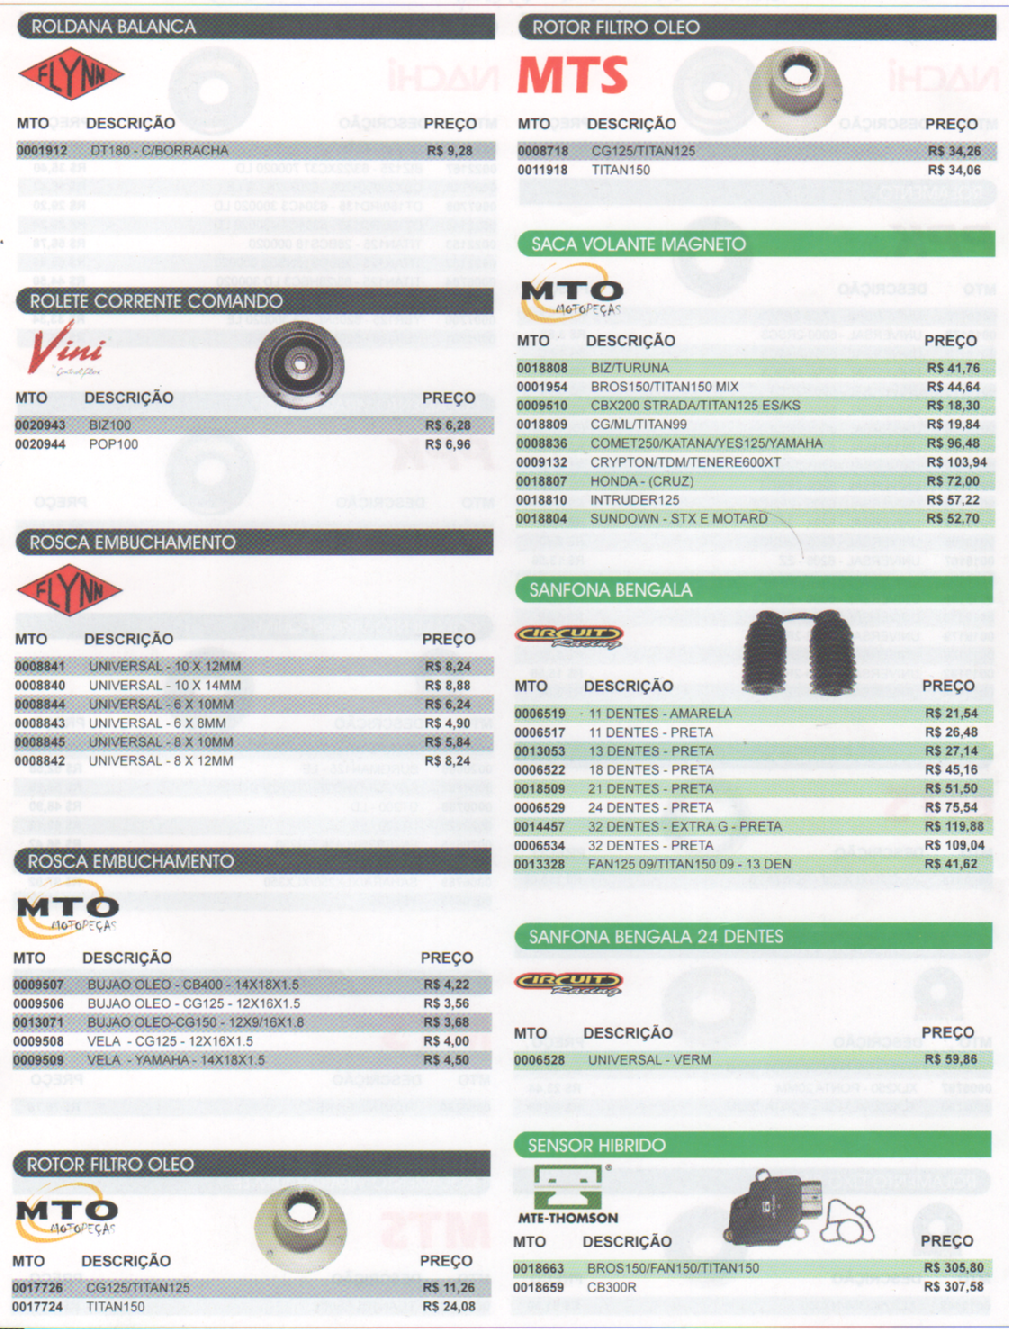 ROLDANA BALANCA
FLYNN
MTO DESCRIÇÃO PREÇO
0001912 DT180 - C/BORRACHA R$ 9,28
ROLETE CORRENTE COMANDO
Vini
MTO DESCRIÇÃO PREÇO
0020943 BIZ100 R$ 6,28
0020944 POP100 R$ 6,96
ROSCA EMBUCHAMENTO
FLYNN
MTO DESCRIÇÃO PREÇO
0008841 UNIVERSAL - 10 X 12MM R$ 8,24
0008840 UNIVERSAL - 10 X 14MM R$ 8,88
0008844 UNIVERSAL - 6 X 10MM R$ 6,24
0008843 UNIVERSAL - 6 X 8MM R$ 4,90
0008845 UNIVERSAL - 8 X 10MM R$ 5,84
0008842 UNIVERSAL - 8 X 12MM R$ 8,24
ROSCA EMBUCHAMENTO
MTO
MOTOPEÇAS
MTO DESCRIÇÃO PREÇO
0009507 BUJAO OLEO - CB400 - 14X18X1.5 R$ 4,22
0009506 BUJAO OLEO - CG125 - 12X16X1.5 R$ 3,56
0013071 BUJAO OLEO-CG150 - 12X9/16X1.8 R$ 3,68
0009508 VELA - CG125 - 12X16X1.5 R$ 4,00
0009509 VELA - YAMAHA - 14X18X1.5 R$ 4,50
ROTOR FILTRO OLEO
MTO
MOTOPEÇAS
MTO DESCRIÇÃO PREÇO
0017726 CG125/TITAN125 R$ 11,26
0017724 TITAN150 R$ 24,08
ROTOR FILTRO OLEO
MTS
MTO DESCRIÇÃO PREÇO
0008718 CG125/TITAN125 R$ 34,26
0011918 TITAN150 R$ 34,06
SACA VOLANTE MAGNETO
MTO
MOTOPEÇAS
MTO DESCRIÇÃO PREÇO
0018808 BIZ/TURUNA R$ 41,76
0001954 BROS150/TITAN150 MIX R$ 44,64
0009510 CBX200 STRADA/TITAN125 ES/KS R$ 18,30
0018809 CG/ML/TITAN99 R$ 19,84
0008836 COMET250/KATANA/YES125/YAMAHA R$ 96,48
0009132 CRYPTON/TDM/TENERE600XT R$ 103,94
0018807 HONDA - (CRUZ) R$ 72,00
0018810 INTRUDER125 R$ 57,22
0018804 SUNDOWN - STX E MOTARD R$ 52,70
SANFONA BENGALA
CIRCUIT
Racing
MTO DESCRIÇÃO PREÇO
0006519 11 DENTES - AMARELA R$ 21,54
0006517 11 DENTES - PRETA R$ 26,48
0013053 13 DENTES - PRETA R$ 27,14
0006522 18 DENTES - PRETA R$ 45,16
0018509 21 DENTES - PRETA R$ 51,50
0006529 24 DENTES - PRETA R$ 75,54
0014457 32 DENTES - EXTRA G - PRETA R$ 119,88
0006534 32 DENTES - PRETA R$ 109,04
0013328 FAN125 09/TITAN150 09 - 13 DEN R$ 41,62
SANFONA BENGALA 24 DENTES
CIRCUIT
Racing
MTO DESCRIÇÃO PREÇO
0006528 UNIVERSAL - VERM R$ 59,86
SENSOR HIBRIDO
MTE-THOMSON
MTO DESCRIÇÃO PREÇO
0018663 BROS150/FAN150/TITAN150 R$ 305,80
0018659 CB300R R$ 307,58